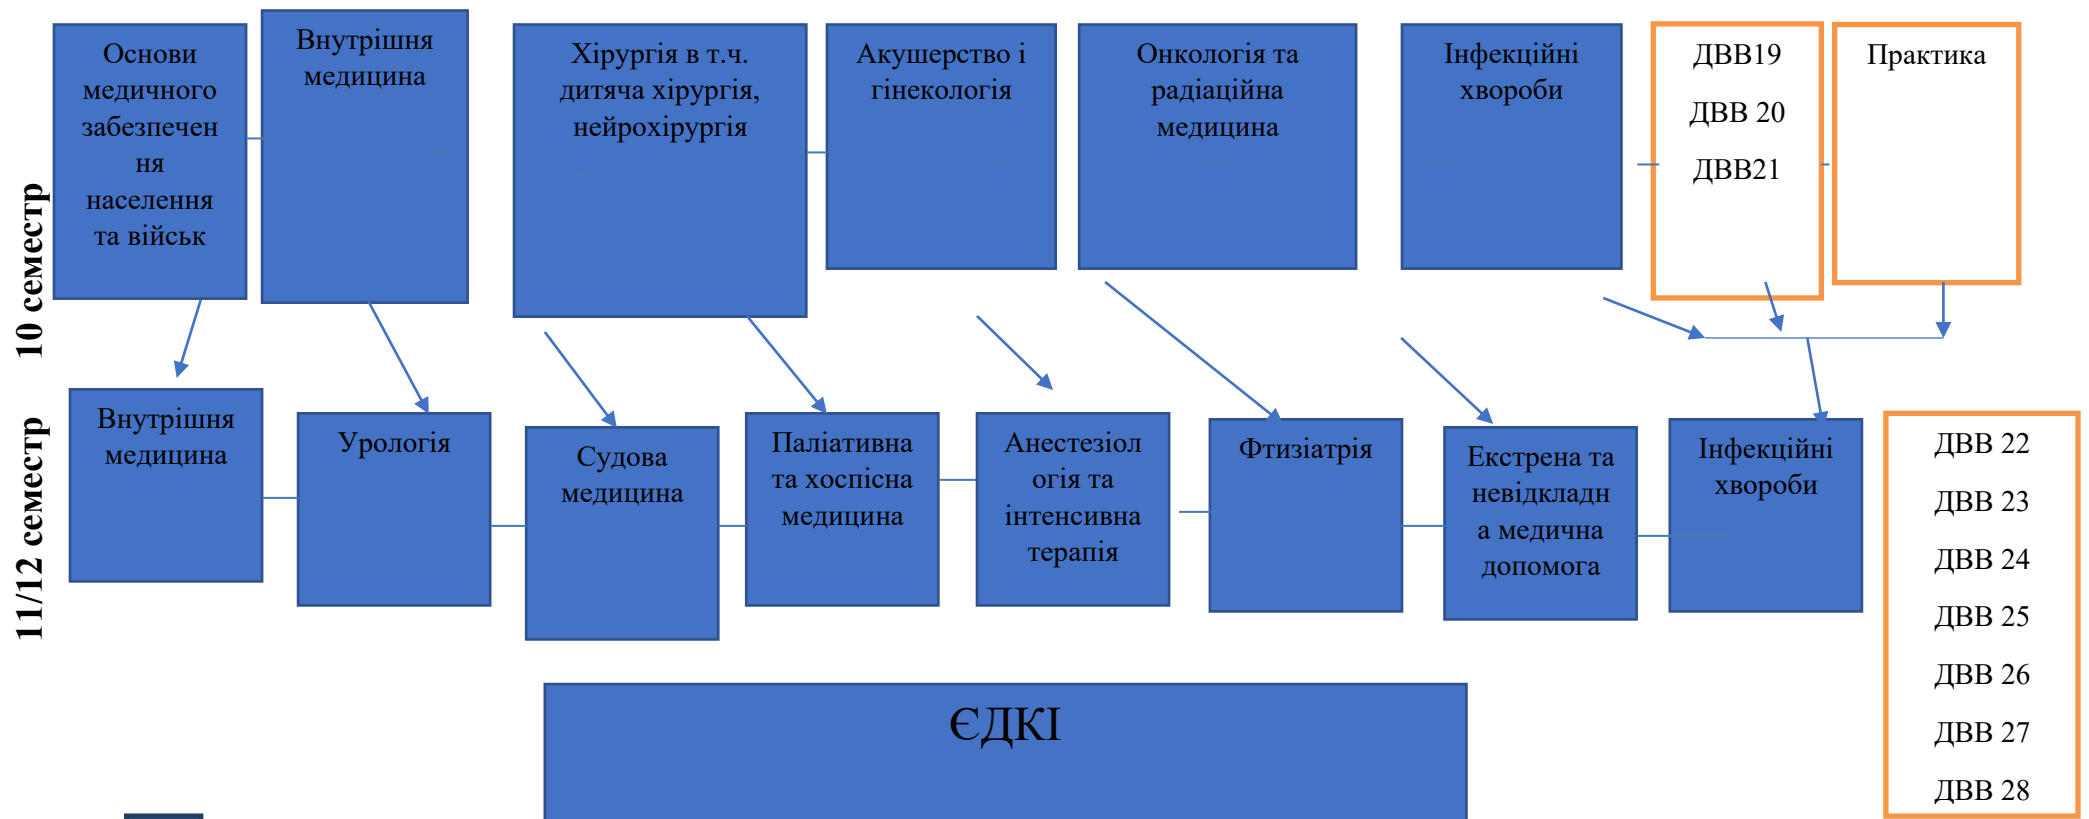 10 семестр
Основи
медичного
забезпечен
ня
населення
та військ
Внутрішня
медицина
Хірургія в т.ч.
дитяча хірургія,
нейрохірургія
Акушерство і
гінекологія
Онкологія та
радіаційна
медицина
Інфекційні
хвороби
ДВВ19
ДВВ 20
ДВВ21
Практика
11/12 семестр
Внутрішня
медицина
Урологія
Судова
медицина
Паліативна
та хоспісна
медицина
Анестезіол
огія та
інтенсивна
терапія
Фтизіатрія
Екстрена та
невідкладн
а медична
допомога
Інфекційні
хвороби
ДВВ 22
ДВВ 23
ДВВ 24
ДВВ 25
ДВВ 26
ДВВ 27
ДВВ 28
ЄДКІ